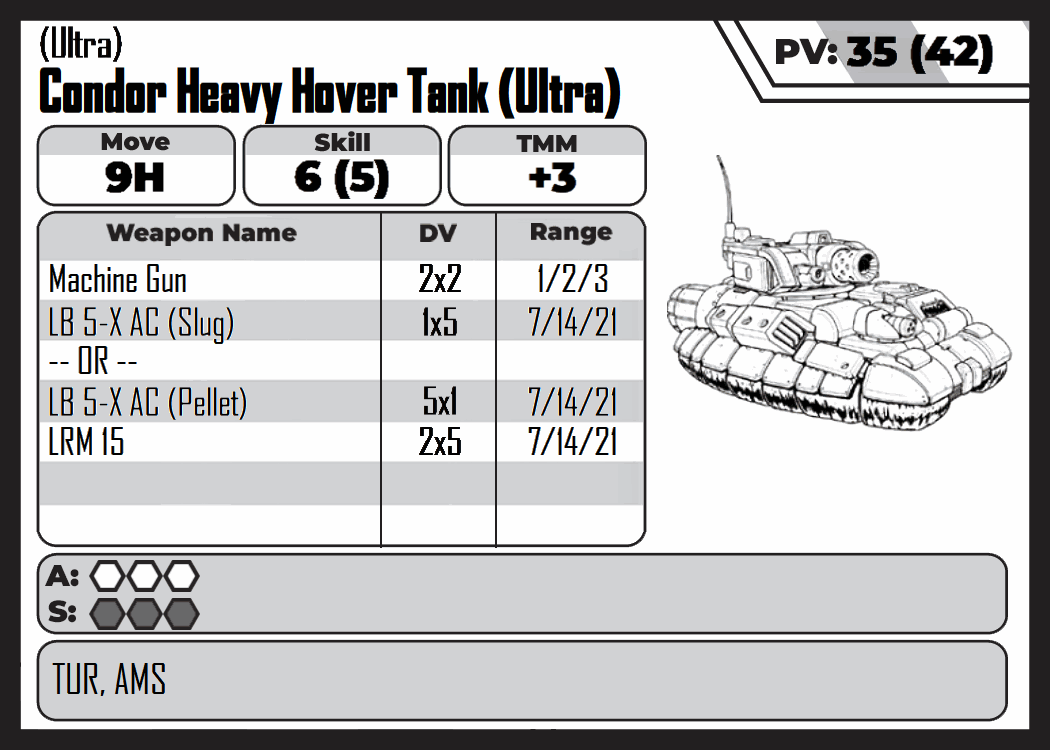 (Ultra)
Condor Heavy Hover Tank (Ultra)
PV: 35 (42)
Move Skill TMM
9H 6 (5) +3
Weapon Name DV Range
Machine Gun 2x2 1/2/3
LB 5-X AC (Slug) 1x5 7/14/21
-- OR --
LB 5-X AC (Pellet) 5x1 7/14/21
LRM 15 2x5 7/14/21
A:
S:
TUR, AMS